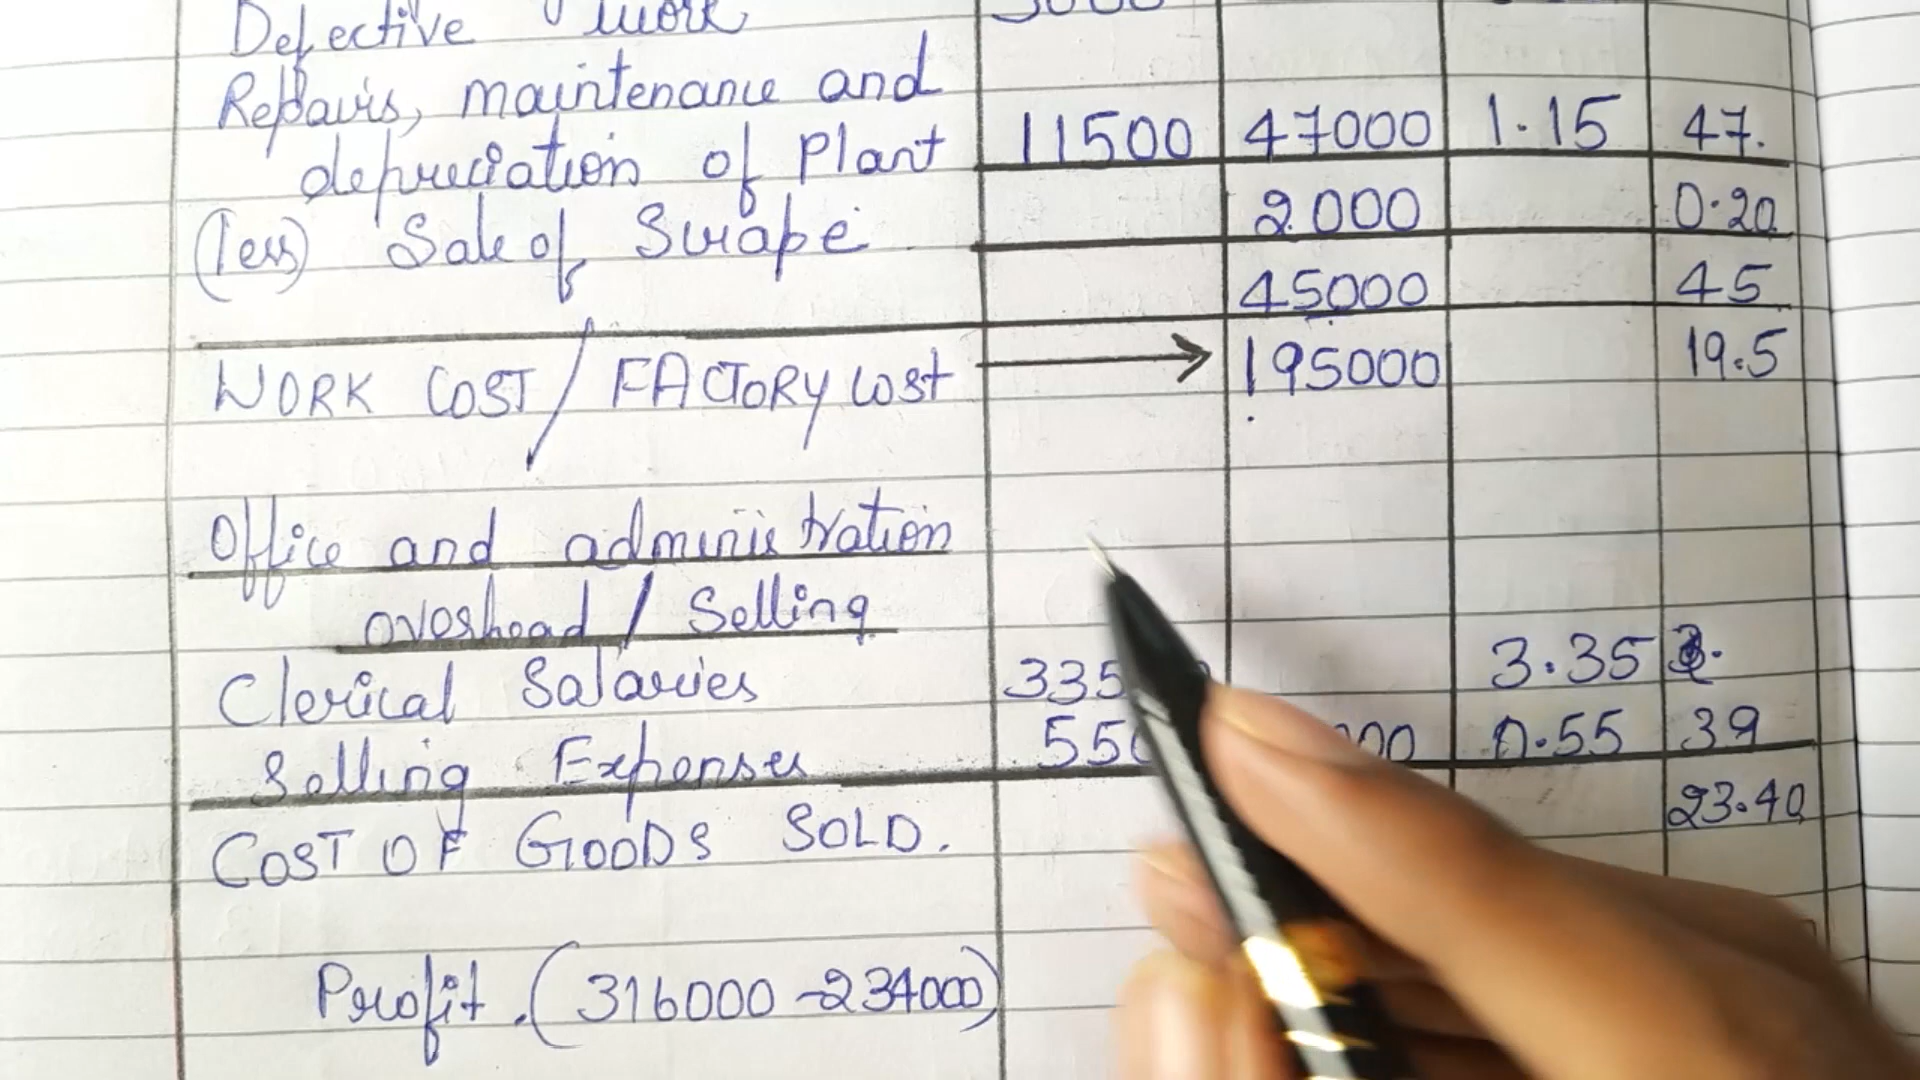 Defective work
Repairs, maintenance and
depreciation of Plant 11500 47000 1.15 47.
(less) Sale of Scrape 2000 0.20
45000 45
WORK COST / FACTORY COST → 195000 19.5
Office and administration
overhead / Selling
Clerical Salaries 3.35
Selling Expenses 0.55 39
COST OF GOODS SOLD. 23.40
Profit. (316000 - 234000)